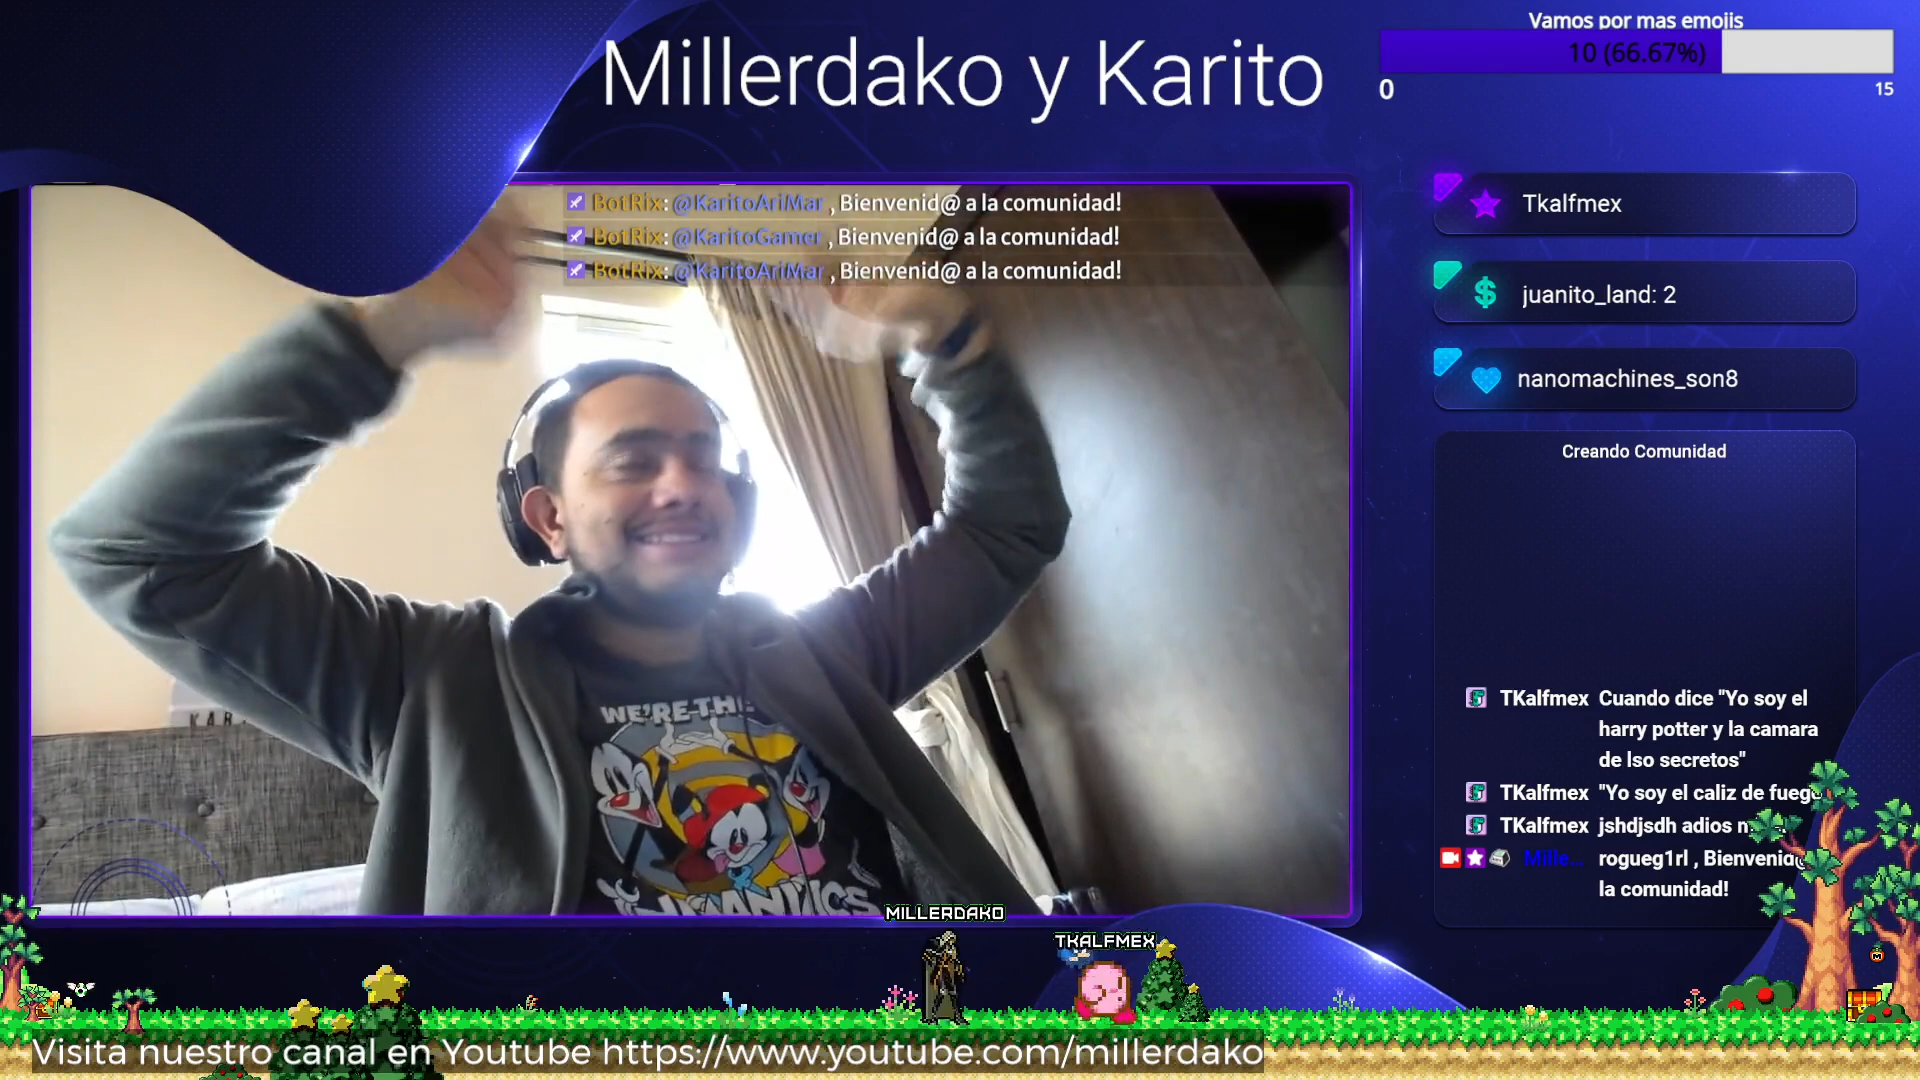 Millerdako y Karito
Vamos por mas emojis
10 (66.67%)
0
15
BotRix: @KaritoAriMar , Bienvenid@ a la comunidad!
BotRix: @KaritoGamer , Bienvenid@ a la comunidad!
BotRix: @KaritoAriMar , Bienvenid@ a la comunidad!
Tkalfmex
juanito_land: 2
nanomachines_son8
Creando Comunidad
TKalfmex Cuando dice "Yo soy el
harry potter y la camara
de lso secretos"
TKalfmex "Yo soy el caliz de fuego
TKalfmex jshdjsdh adios
Mille... rogueg1rl , Bienvenid@
la comunidad!
KAR
WE'RE THE
MILLERDAKO
TKALFMEX
Visita nuestro canal en Youtube https://www.youtube.com/millerdako